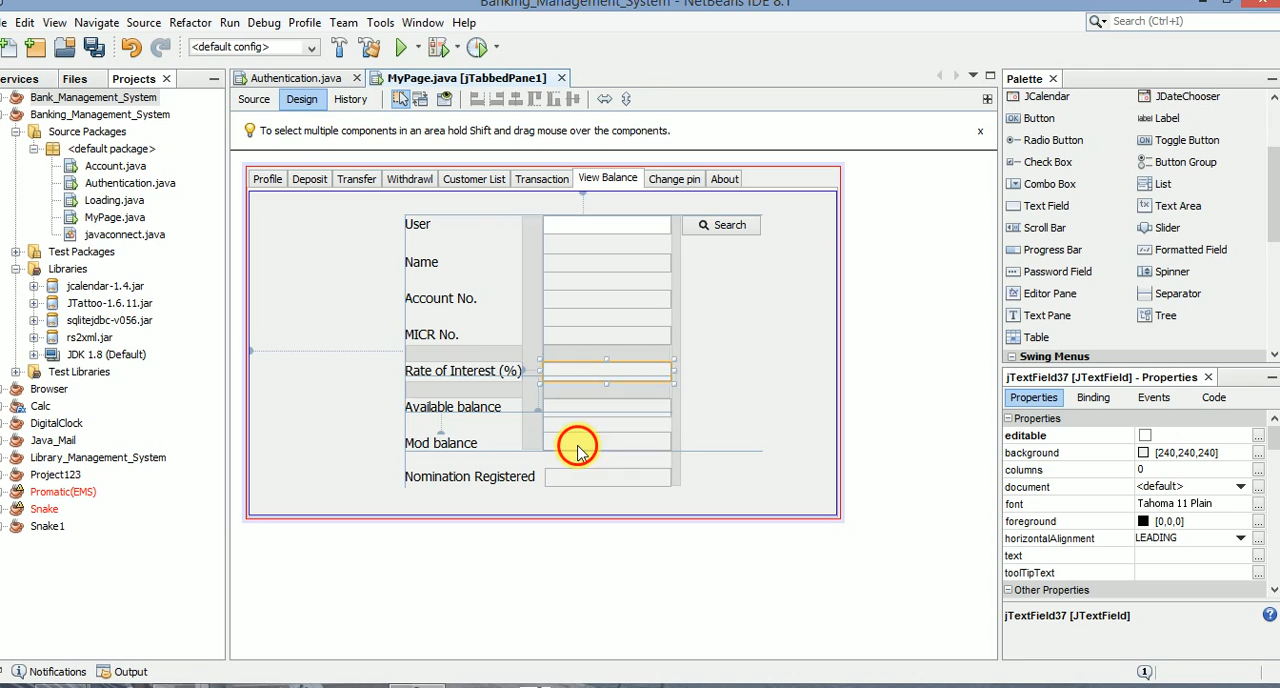 Banking_Management_System - NetBeans IDE 8.1
File Edit View Navigate Source Refactor Run Debug Profile Team Tools Window Help
Search (Ctrl+I)
<default config>
ervices Files Projects
Authentication.java MyPage.java [jTabbedPane1]
Palette
Source Design History
To select multiple components in an area hold Shift and drag mouse over the components. x
Bank_Management_System
Banking_Management_System
Source Packages
<default package>
Account.java
Authentication.java
Loading.java
MyPage.java
javaconnect.java
Test Packages
Libraries
jcalendar-1.4.jar
JTattoo-1.6.11.jar
sqlitejdbc-v056.jar
rs2xml.jar
JDK 1.8 (Default)
Test Libraries
Browser
Calc
DigitalClock
Java_Mail
Library_Management_System
Project123
Promatic(EMS)
Snake
Snake1
Profile Deposit Transfer Withdrawl Customer List Transaction View Balance Change pin About
User Search
Name
Account No.
MICR No.
Rate of Interest (%)
Available balance
Mod balance
Nomination Registered
JCalendar JDateChooser
OK Button label Label
Radio Button ON Toggle Button
Check Box Button Group
Combo Box List
Text Field Text Area
Scroll Bar Slider
Progress Bar Formatted Field
Password Field Spinner
Editor Pane Separator
Text Pane Tree
Table
Swing Menus
jTextField37 [JTextField] - Properties
Properties Binding Events Code
Properties
editable
background [240,240,240]
columns 0
document <default>
font Tahoma 11 Plain
foreground [0,0,0]
horizontalAlignment LEADING
text
toolTipText
Other Properties
jTextField37 [JTextField]
Notifications Output